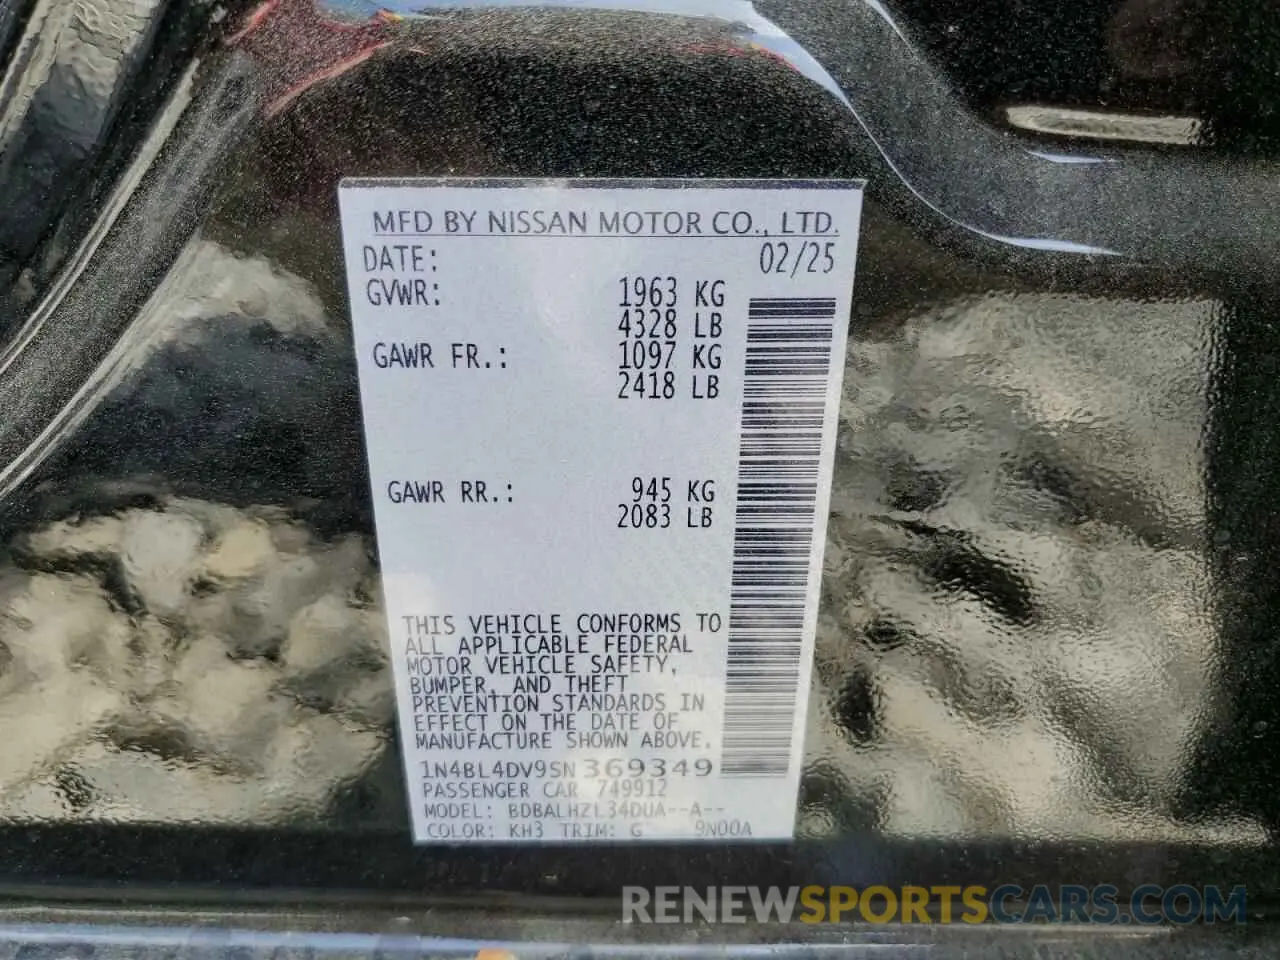 MFD BY NISSAN MOTOR CO., LTD.
DATE: 02/25
GVWR: 1963 KG
4328 LB
GAWR FR.: 1097 KG
2418 LB
GAWR RR.: 945 KG
2083 LB
THIS VEHICLE CONFORMS TO
ALL APPLICABLE FEDERAL
MOTOR VEHICLE SAFETY,
BUMPER, AND THEFT
PREVENTION STANDARDS IN
EFFECT ON THE DATE OF
MANUFACTURE SHOWN ABOVE.
1N4BL4DV9SN369349
PASSENGER CAR 749912
MODEL: BDBALHZL34DUA--A--
COLOR: KH3 TRIM: G 9N00A
RENEWSPORTSCARS.COM